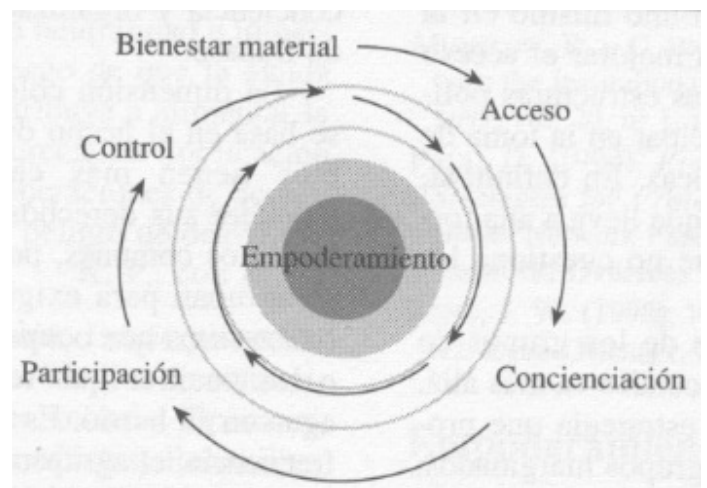 Bienestar material
Acceso
Control
Empoderamiento
Participación
Concienciación